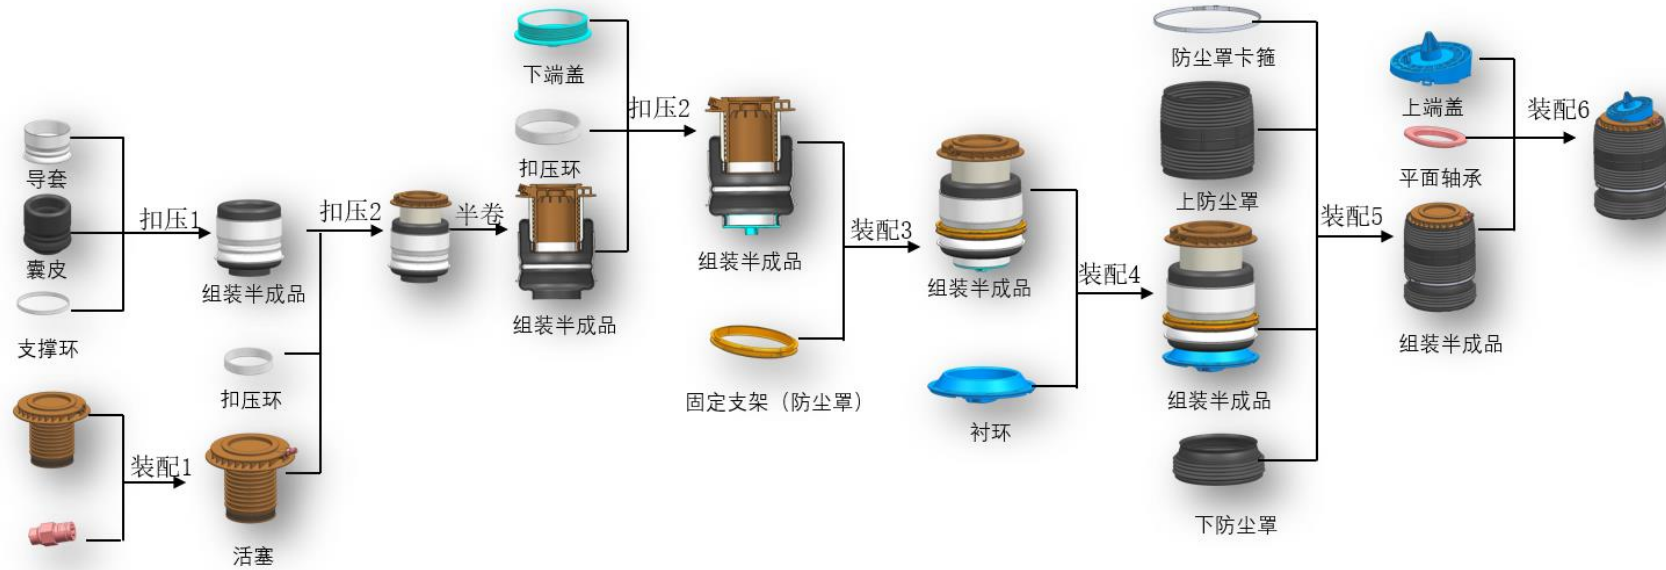 导套
囊皮
支撑环
扣压1
组装半成品
扣压环
装配1
活塞
扣压2
半卷
下端盖
扣压环
组装半成品
扣压2
组装半成品
固定支架（防尘罩）
装配3
组装半成品
衬环
装配4
防尘罩卡箍
上防尘罩
组装半成品
下防尘罩
装配5
上端盖
平面轴承
组装半成品
装配6